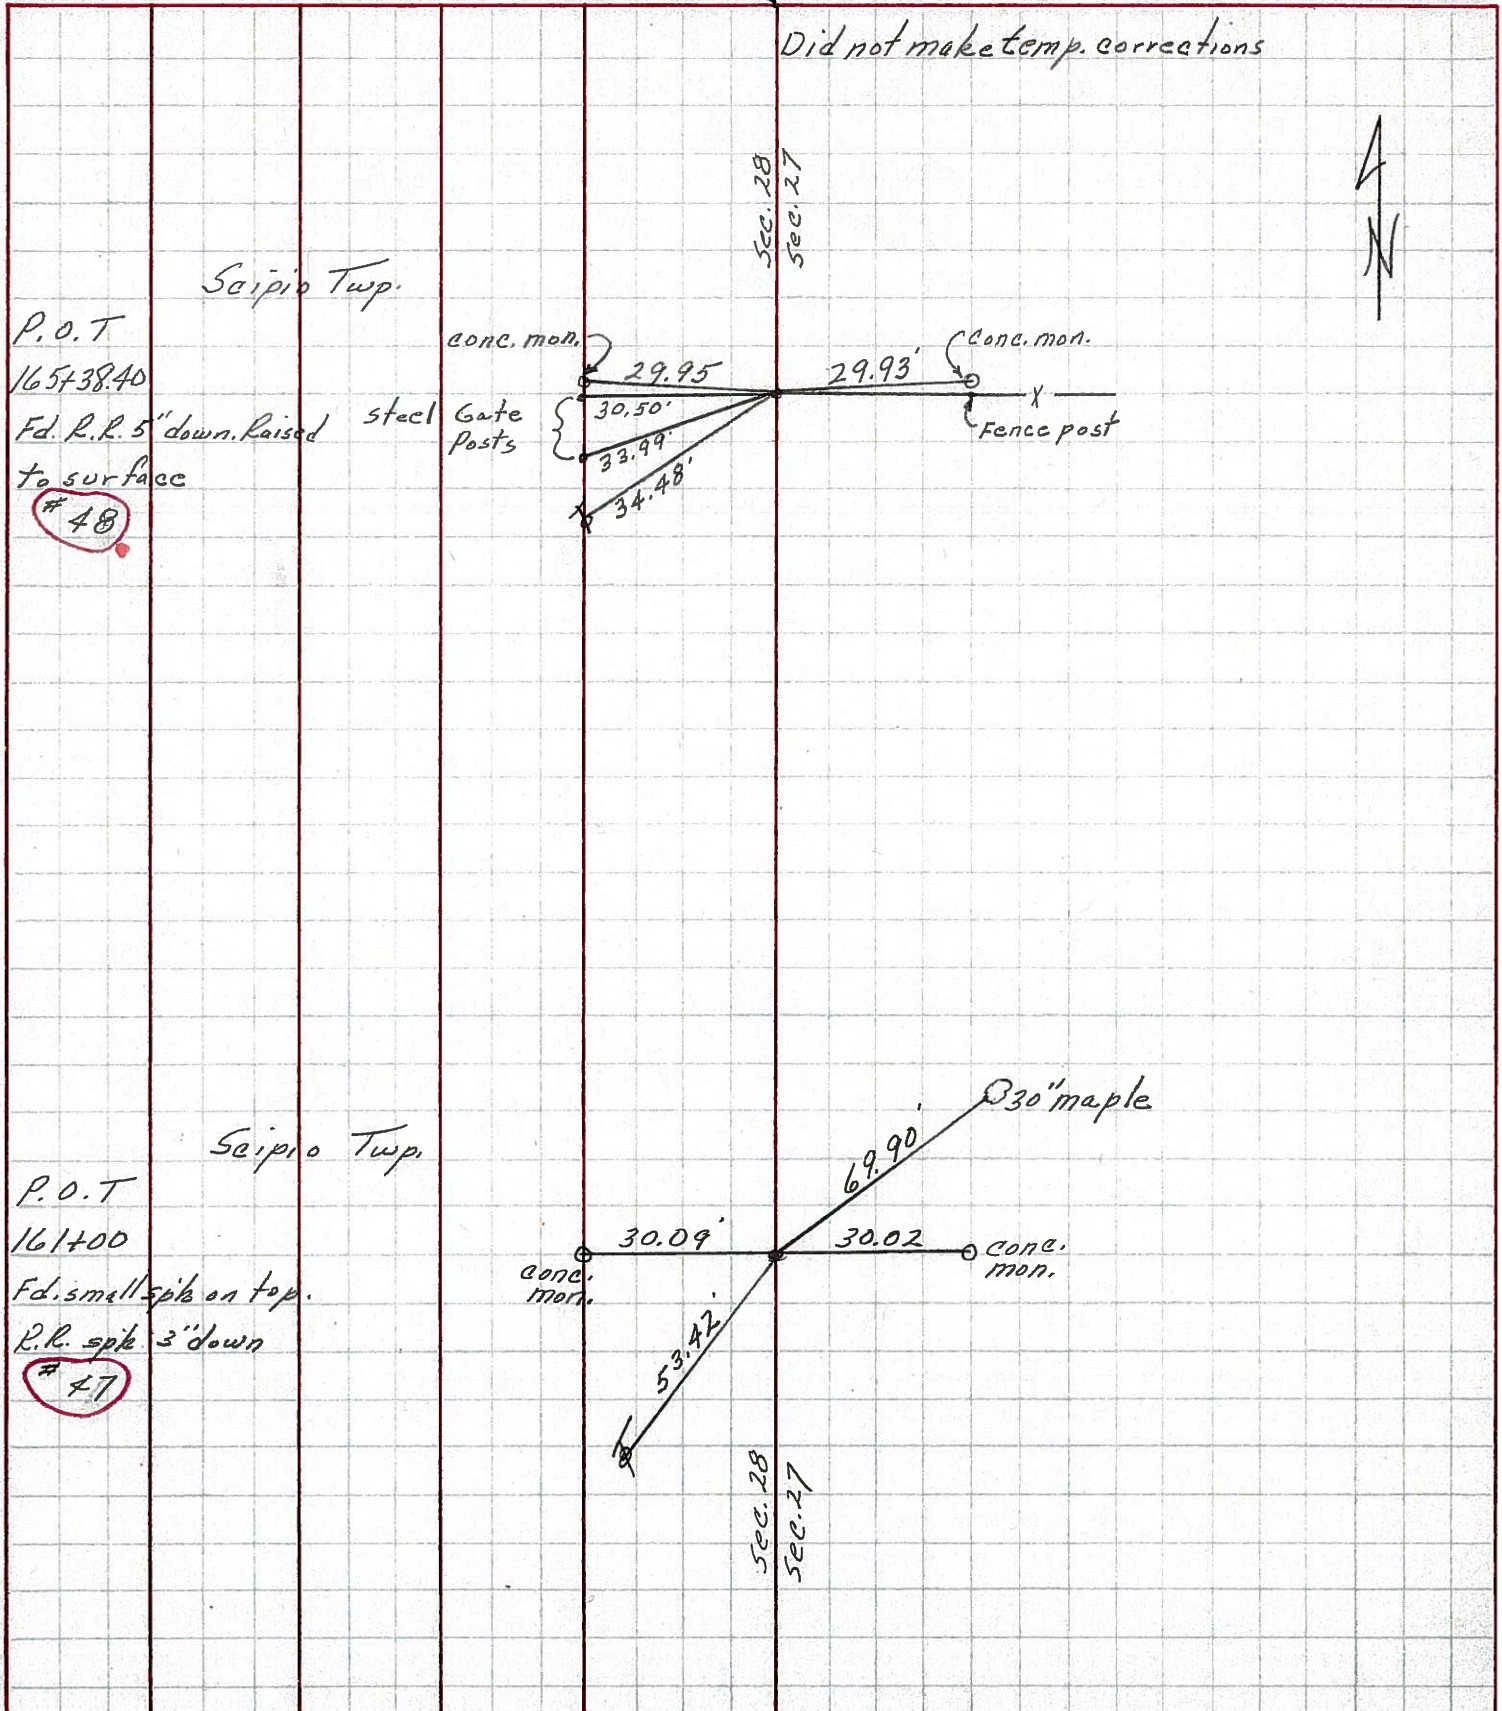 Did not make temp. corrections
Sec. 28
Sec. 27
N
Scipio Twp.
P.O.T
165+38.40
Fd. R.R. 5" down. Raised
to surface
#48
conc. mon.
29.95
29.93'
Conc. mon.
steel Gate
Posts
30.50'
33.99'
34.48'
X
Fence post
30" maple
69.90'
Scipio Twp.
P.O.T
161+00
Fd. small spk on top.
R.R. spk 3" down
#47
30.09'
30.02
conc.
mon.
conc.
mon.
53.42'
Sec. 28
Sec. 27